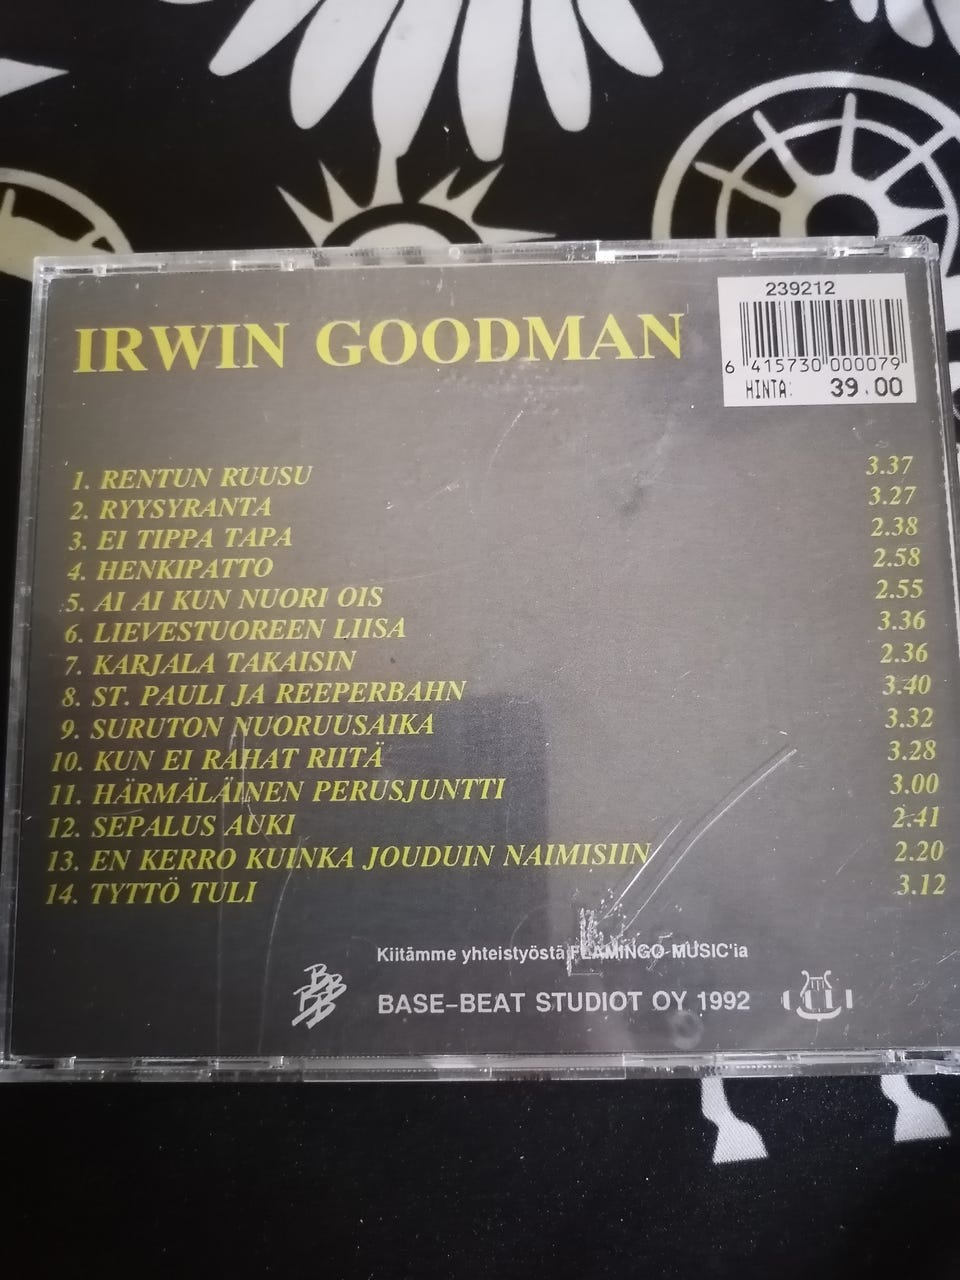 239212
6 415730 000079
HINTA: 39.00
IRWIN GOODMAN
1. RENTUN RUUSU 3.37
2. RYYSYRANTA 3.27
3. EI TIPPA TAPA 2.38
4. HENKIPATTO 2.58
5. AI AI KUN NUORI OIS 2.55
6. LIEVESTUOREEN LIISA 3.36
7. KARJALA TAKAISIN 2.36
8. ST. PAULI JA REEPERBAHN 3.40
9. SURUTON NUORUUSAIKA 3.32
10. KUN EI RAHAT RIITÄ 3.28
11. HÄRMÄLÄINEN PERUSJUNTTI 3.00
12. SEPALUS AUKI 2.41
13. EN KERRO KUINKA JOUDUIN NAIMISIIN 2.20
14. TYTTÖ TULI 3.12
Kiitämme yhteistyöstä FLAMINGO MUSIC'ia
BASE-BEAT STUDIOT OY 1992